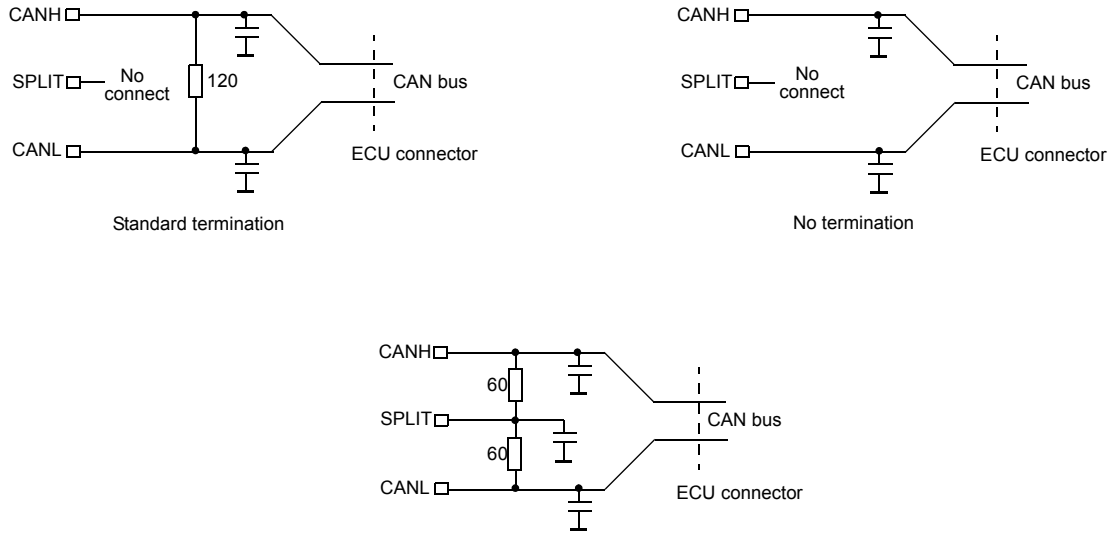 CANH
SPLIT
No
connect
120
CAN bus
CANL
ECU connector
Standard termination
CANH
SPLIT
No
connect
CAN bus
CANL
ECU connector
No termination
CANH
60
SPLIT
CAN bus
60
CANL
ECU connector